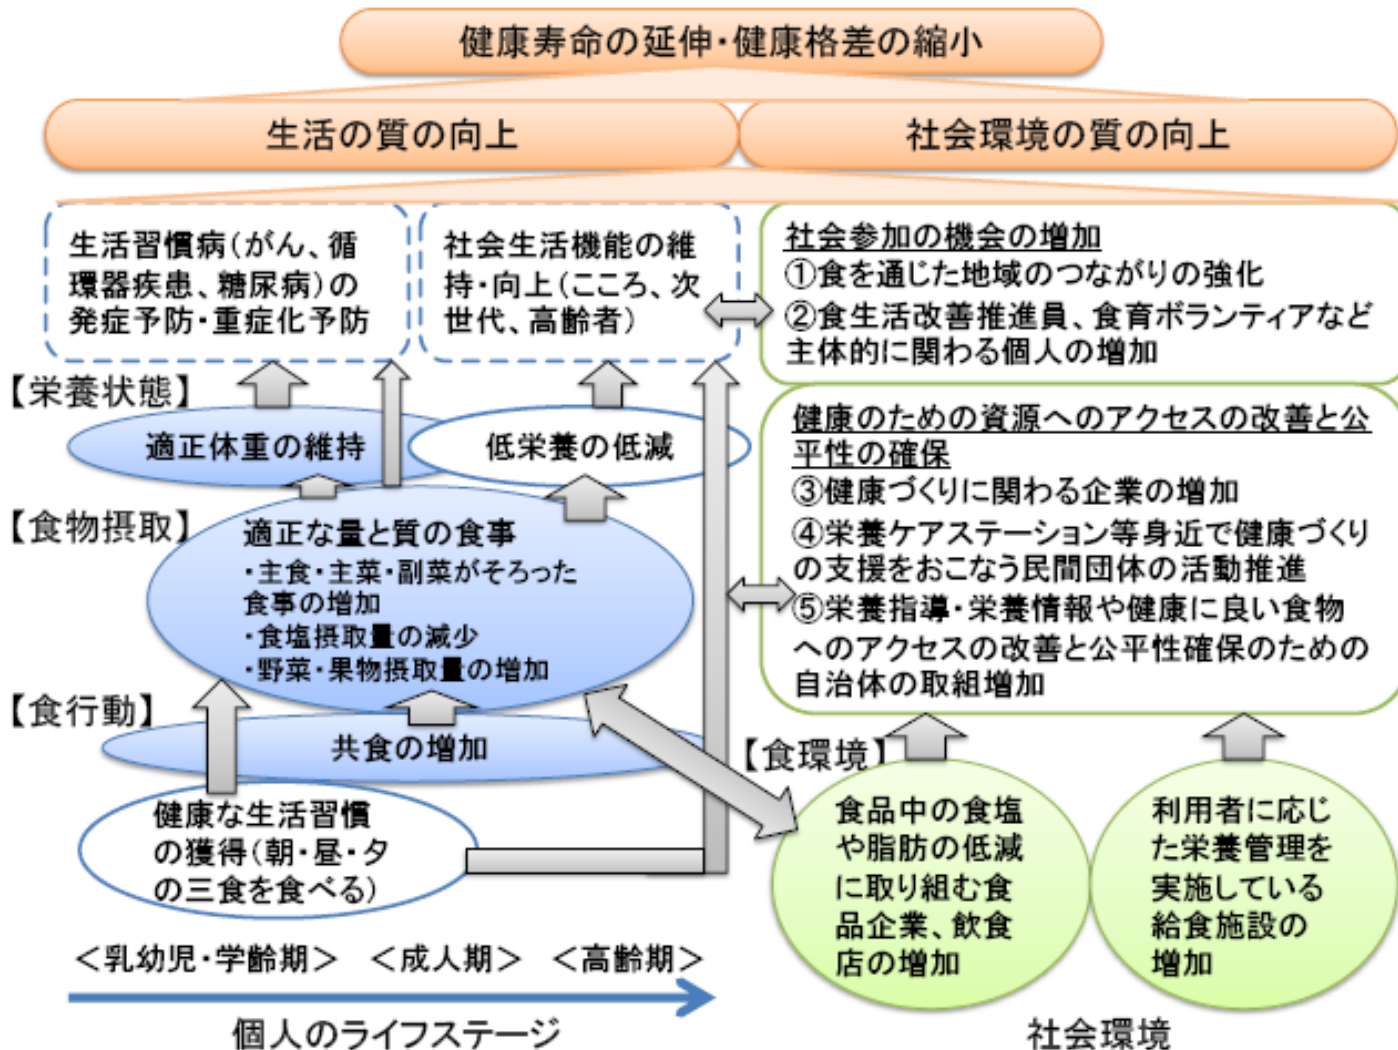 健康寿命の延伸・健康格差の縮小
生活の質の向上
社会環境の質の向上
生活習慣病(がん、循
環器疾患、糖尿病)の
発症予防・重症化予防
社会生活機能の維
持・向上(こころ、次
世代、高齢者)
社会参加の機会の増加
①食を通じた地域のつながりの強化
②食生活改善推進員、食育ボランティアなど
主体的に関わる個人の増加
【栄養状態】
適正体重の維持
低栄養の低減
健康のための資源へのアクセスの改善と公
平性の確保
③健康づくりに関わる企業の増加
④栄養ケアステーション等身近で健康づくり
の支援をおこなう民間団体の活動推進
⑤栄養指導・栄養情報や健康に良い食物
へのアクセスの改善と公平性確保のための
自治体の取組増加
【食物摂取】
適正な量と質の食事
・主食・主菜・副菜がそろった
食事の増加
・食塩摂取量の減少
・野菜・果物摂取量の増加
【食行動】
共食の増加
健康な生活習慣
の獲得(朝・昼・夕
の三食を食べる)
【食環境】
食品中の食塩
や脂肪の低減
に取り組む食
品企業、飲食
店の増加
利用者に応じ
た栄養管理を
実施している
給食施設の
増加
<乳幼児・学齢期> <成人期> <高齢期>
個人のライフステージ
社会環境